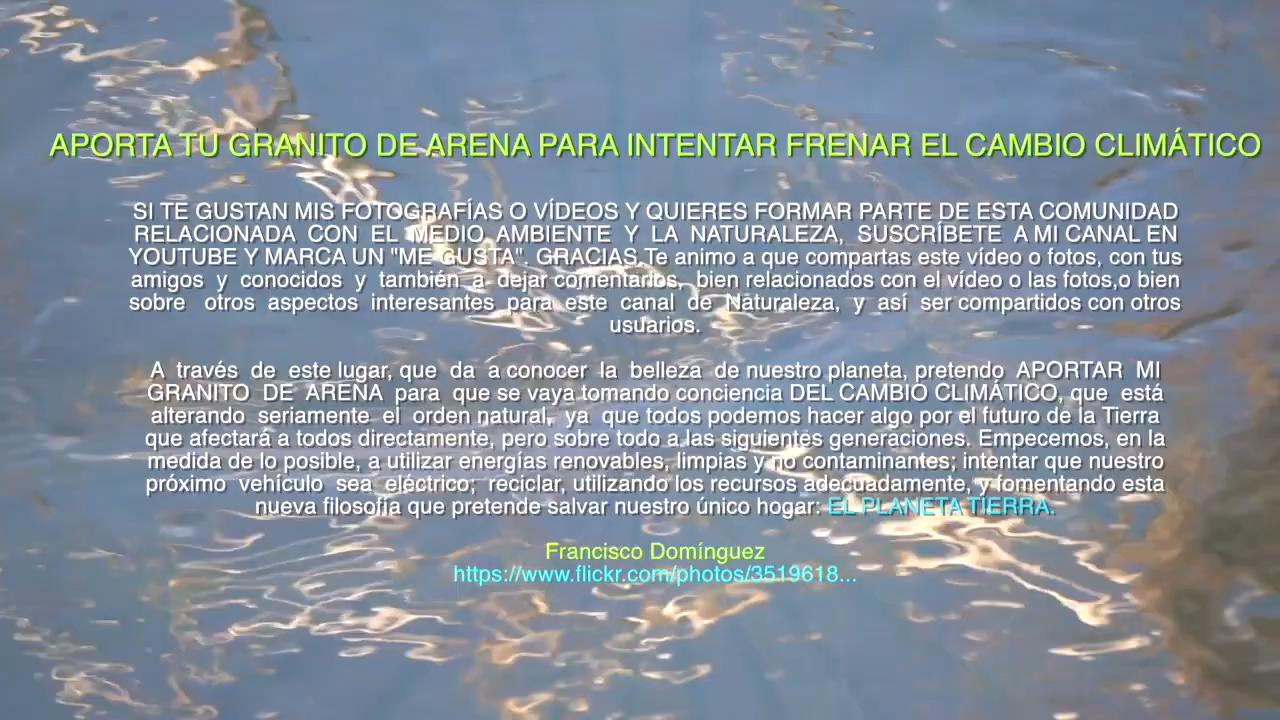 APORTA TU GRANITO DE ARENA PARA INTENTAR FRENAR EL CAMBIO CLIMÁTICO
SI TE GUSTAN MIS FOTOGRAFÍAS O VÍDEOS Y QUIERES FORMAR PARTE DE ESTA COMUNIDAD
RELACIONADA CON EL MEDIO AMBIENTE Y LA NATURALEZA, SUSCRÍBETE A MI CANAL EN
YOUTUBE Y MARCA UN "ME GUSTA". GRACIAS.Te animo a que compartas este vídeo o fotos, con tus
amigos y conocidos y también a dejar comentarios, bien relacionados con el vídeo o las fotos,o bien
sobre otros aspectos interesantes para este canal de Naturaleza, y así ser compartidos con otros
usuarios.
A través de este lugar, que da a conocer la belleza de nuestro planeta, pretendo APORTAR MI
GRANITO DE ARENA para que se vaya tomando conciencia DEL CAMBIO CLIMÁTICO, que está
alterando seriamente el orden natural, ya que todos podemos hacer algo por el futuro de la Tierra
que afectará a todos directamente, pero sobre todo a las siguientes generaciones. Empecemos, en la
medida de lo posible, a utilizar energías renovables, limpias y no contaminantes; intentar que nuestro
próximo vehículo sea eléctrico; reciclar, utilizando los recursos adecuadamente, y fomentando esta
nueva filosofía que pretende salvar nuestro único hogar: EL PLANETA TIERRA.
Francisco Domínguez
https://www.flickr.com/photos/3519618...